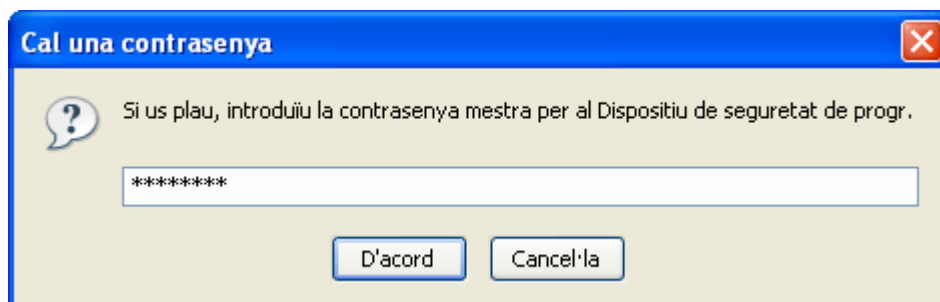 Cal una contrasenya
Si us plau, introduïu la contrasenya mestra per al Dispositiu de seguretat de progr.
********
D'acord Cancel·la